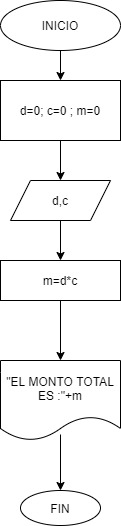 INICIO
d=0; c=0 ; m=0
d,c
m=d*c
"EL MONTO TOTAL
ES :"+m
FIN